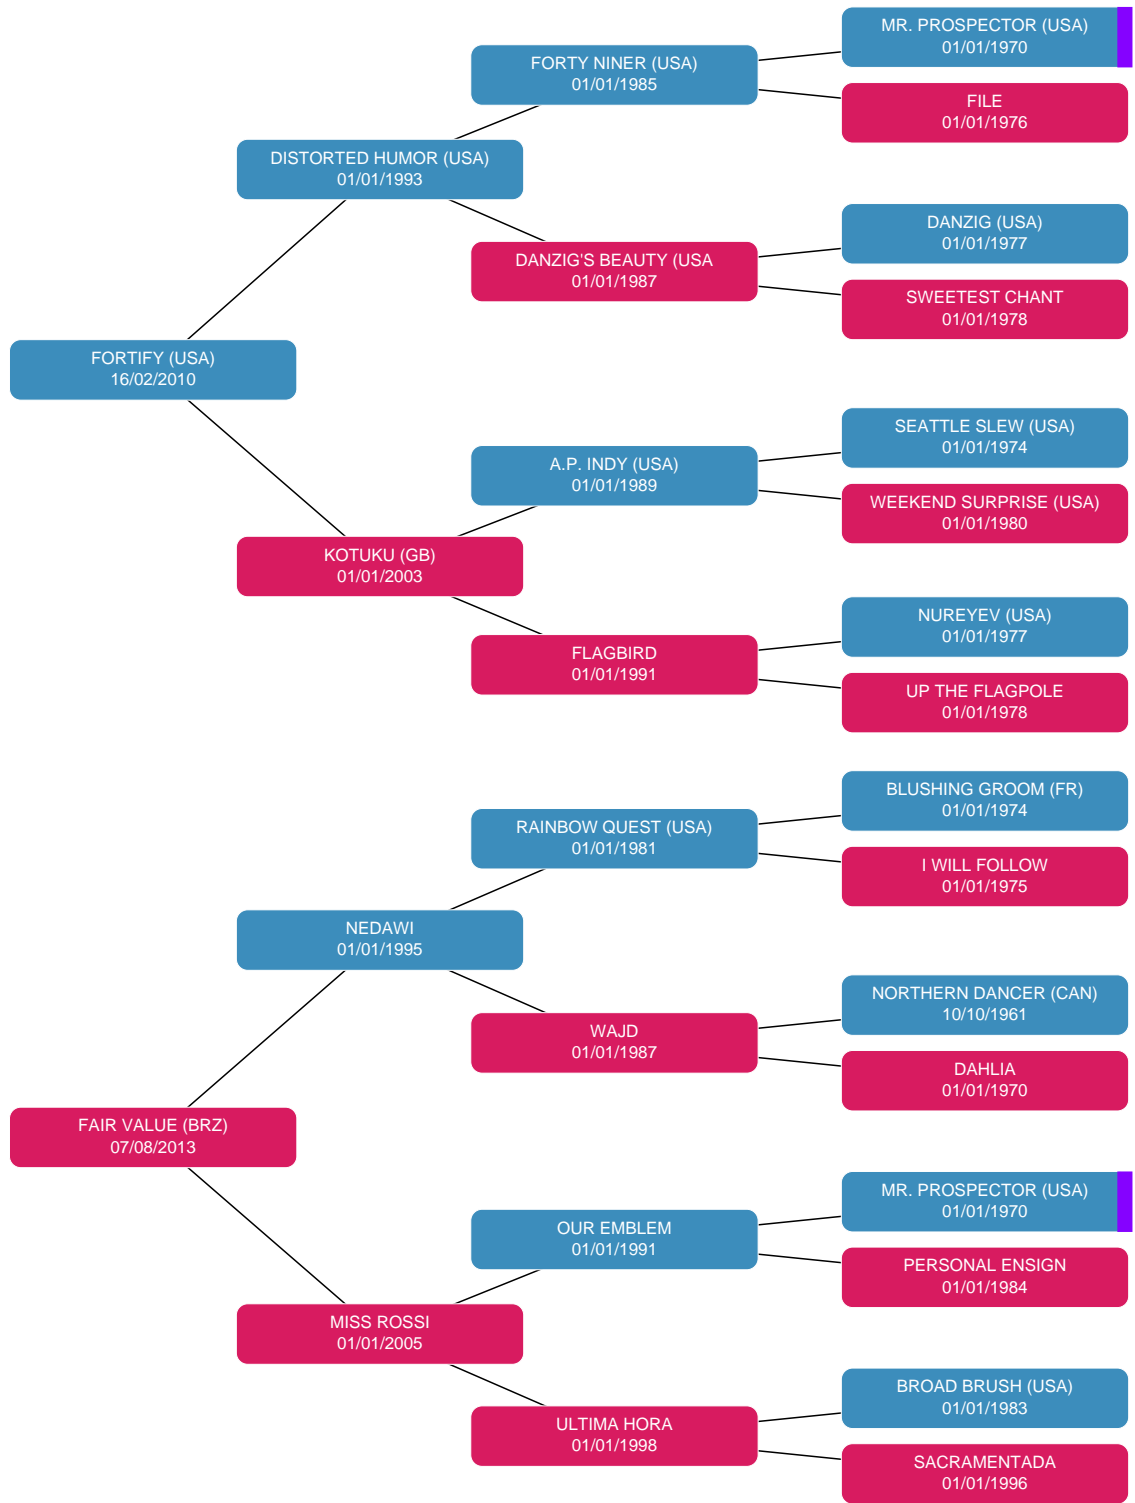 MR. PROSPECTOR (USA)
01/01/1970
FORTY NINER (USA)
01/01/1985
FILE
01/01/1976
DISTORTED HUMOR (USA)
01/01/1993
DANZIG (USA)
01/01/1977
DANZIG'S BEAUTY (USA
01/01/1987
SWEETEST CHANT
01/01/1978
FORTIFY (USA)
16/02/2010
SEATTLE SLEW (USA)
01/01/1974
A.P. INDY (USA)
01/01/1989
WEEKEND SURPRISE (USA)
01/01/1980
KOTUKU (GB)
01/01/2003
NUREYEV (USA)
01/01/1977
FLAGBIRD
01/01/1991
UP THE FLAGPOLE
01/01/1978
BLUSHING GROOM (FR)
01/01/1974
RAINBOW QUEST (USA)
01/01/1981
I WILL FOLLOW
01/01/1975
NEDAWI
01/01/1995
NORTHERN DANCER (CAN)
10/10/1961
WAJD
01/01/1987
DAHLIA
01/01/1970
FAIR VALUE (BRZ)
07/08/2013
MR. PROSPECTOR (USA)
01/01/1970
OUR EMBLEM
01/01/1991
PERSONAL ENSIGN
01/01/1984
MISS ROSSI
01/01/2005
BROAD BRUSH (USA)
01/01/1983
ULTIMA HORA
01/01/1998
SACRAMENTADA
01/01/1996